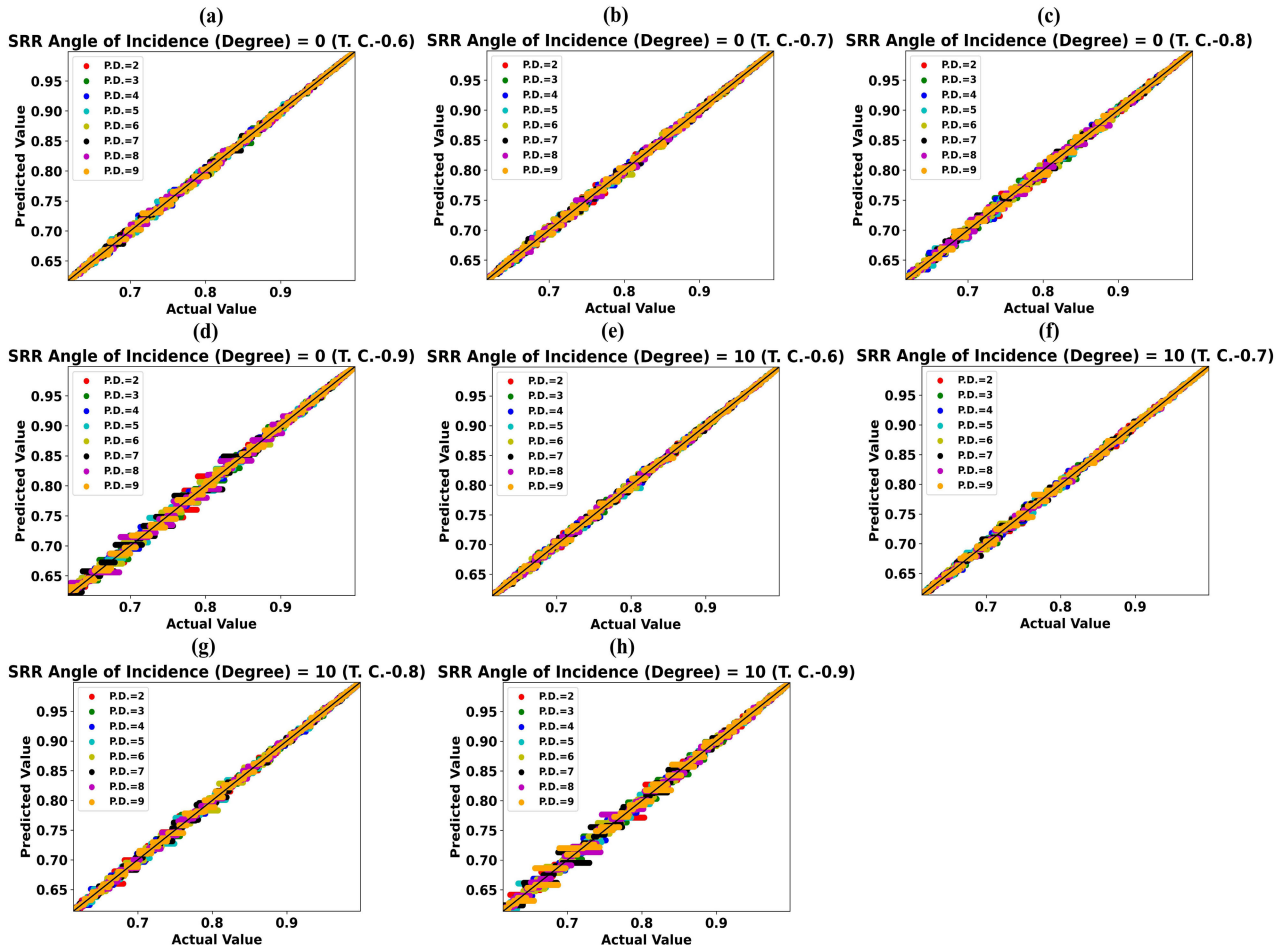 (a)
SRR Angle of Incidence (Degree) = 0 (T. C.-0.6)
P.D.=2
P.D.=3
P.D.=4
P.D.=5
P.D.=6
P.D.=7
P.D.=8
P.D.=9
0.95
0.90
0.85
0.80
0.75
0.70
0.65
Predicted Value
0.7 0.8 0.9
Actual Value
(b)
SRR Angle of Incidence (Degree) = 0 (T. C.-0.7)
P.D.=2
P.D.=3
P.D.=4
P.D.=5
P.D.=6
P.D.=7
P.D.=8
P.D.=9
0.95
0.90
0.85
0.80
0.75
0.70
0.65
Predicted Value
0.7 0.8 0.9
Actual Value
(c)
SRR Angle of Incidence (Degree) = 0 (T. C.-0.8)
P.D.=2
P.D.=3
P.D.=4
P.D.=5
P.D.=6
P.D.=7
P.D.=8
P.D.=9
0.95
0.90
0.85
0.80
0.75
0.70
0.65
Predicted Value
0.7 0.8 0.9
Actual Value
(d)
SRR Angle of Incidence (Degree) = 0 (T. C.-0.9)
P.D.=2
P.D.=3
P.D.=4
P.D.=5
P.D.=6
P.D.=7
P.D.=8
P.D.=9
0.95
0.90
0.85
0.80
0.75
0.70
0.65
Predicted Value
0.7 0.8 0.9
Actual Value
(e)
SRR Angle of Incidence (Degree) = 10 (T. C.-0.6)
P.D.=2
P.D.=3
P.D.=4
P.D.=5
P.D.=6
P.D.=7
P.D.=8
P.D.=9
0.95
0.90
0.85
0.80
0.75
0.70
0.65
Predicted Value
0.7 0.8 0.9
Actual Value
(f)
SRR Angle of Incidence (Degree) = 10 (T. C.-0.7)
P.D.=2
P.D.=3
P.D.=4
P.D.=5
P.D.=6
P.D.=7
P.D.=8
P.D.=9
0.95
0.90
0.85
0.80
0.75
0.70
0.65
Predicted Value
0.7 0.8 0.9
Actual Value
(g)
SRR Angle of Incidence (Degree) = 10 (T. C.-0.8)
P.D.=2
P.D.=3
P.D.=4
P.D.=5
P.D.=6
P.D.=7
P.D.=8
P.D.=9
0.95
0.90
0.85
0.80
0.75
0.70
0.65
Predicted Value
0.7 0.8 0.9
Actual Value
(h)
SRR Angle of Incidence (Degree) = 10 (T. C.-0.9)
P.D.=2
P.D.=3
P.D.=4
P.D.=5
P.D.=6
P.D.=7
P.D.=8
P.D.=9
0.95
0.90
0.85
0.80
0.75
0.70
0.65
Predicted Value
0.7 0.8 0.9
Actual Value